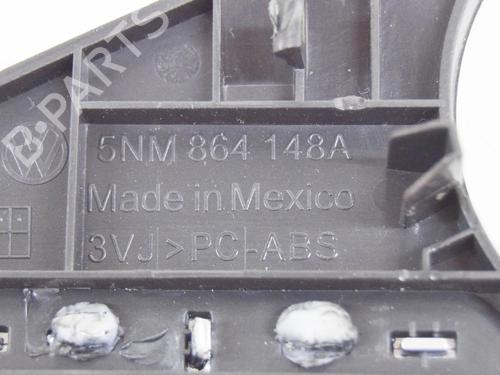 B-PARTS
5NM 864 148A
Made in Mexico
3VJ >PC-ABS